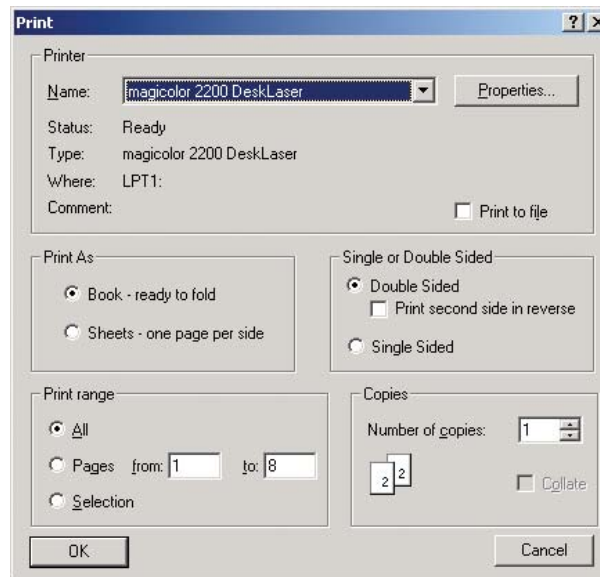 Print
Printer
Name: magicolor 2200 DeskLaser Properties...
Status: Ready
Type: magicolor 2200 DeskLaser
Where: LPT1:
Comment: Print to file
Print As
Book - ready to fold
Sheets - one page per side
Single or Double Sided
Double Sided
Print second side in reverse
Single Sided
Print range
All
Pages from: 1 to: 8
Selection
Copies
Number of copies: 1
2 2
Collate
OK Cancel